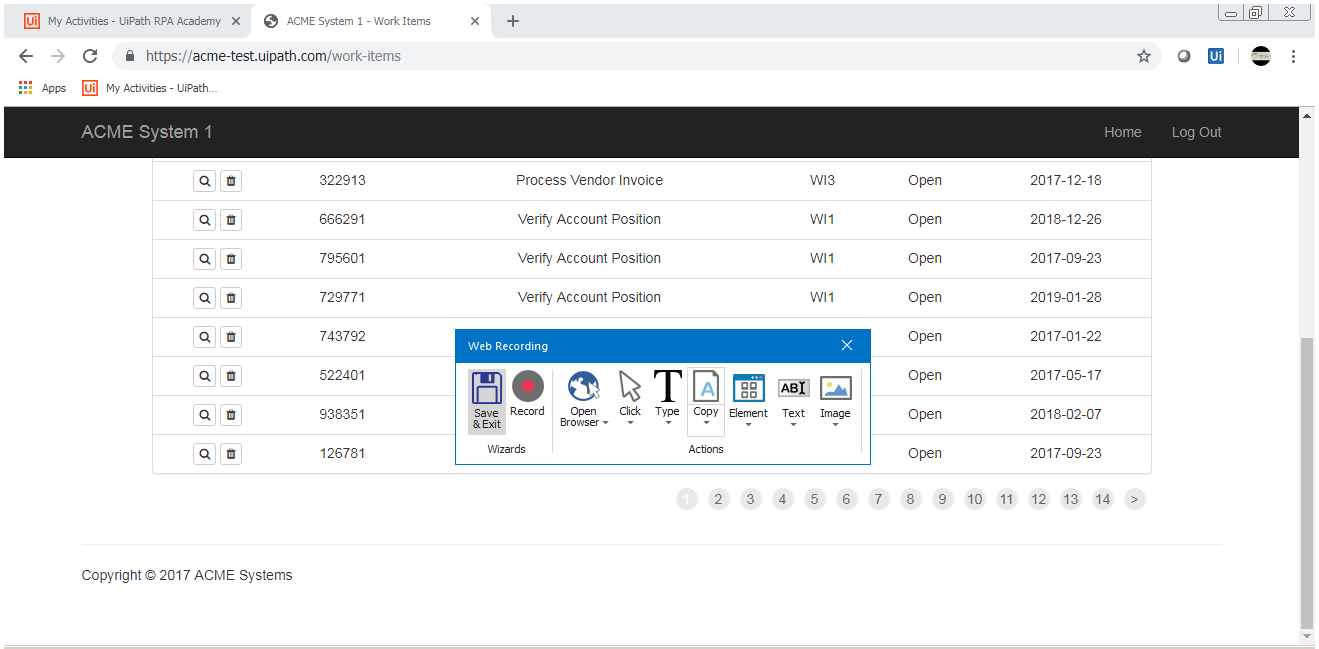 Ui My Activities - UiPath RPA Academy ACME System 1 - Work Items
https://acme-test.uipath.com/work-items Ui
Apps Ui My Activities - UiPath...
ACME System 1 Home Log Out
322913 Process Vendor Invoice WI3 Open 2017-12-18
666291 Verify Account Position WI1 Open 2018-12-26
795601 Verify Account Position WI1 Open 2017-09-23
729771 Verify Account Position WI1 Open 2019-01-28
743792 Open 2017-01-22
522401 Open 2017-05-17
938351 Open 2018-02-07
126781 Open 2017-09-23
Web Recording
Save & Exit Record Open Browser Click Type Copy Element Text Image
Wizards Actions
1 2 3 4 5 6 7 8 9 10 11 12 13 14 >
Copyright © 2017 ACME Systems